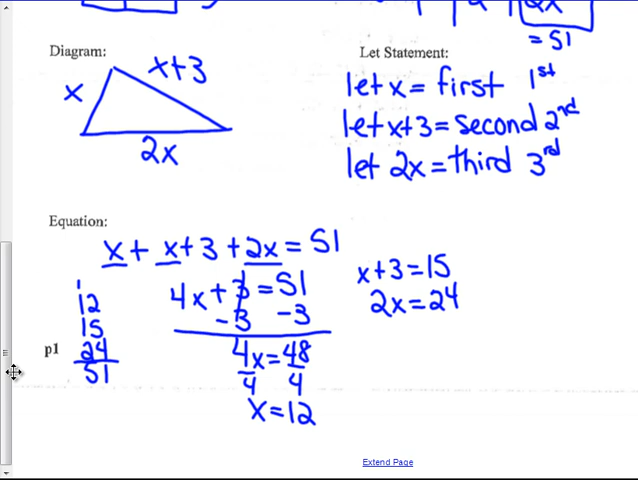 2x
= 51
Diagram:
x
x+3
2x
Let Statement:
let x = first 1st
let x+3 = second 2nd
let 2x = third 3rd
Equation:
x + x+3 + 2x = 51
4x + 3 = 51
-3 -3
4x = 48
4 4
x = 12
x+3 = 15
2x = 24
1
12
15
24
51
p1
Extend Page